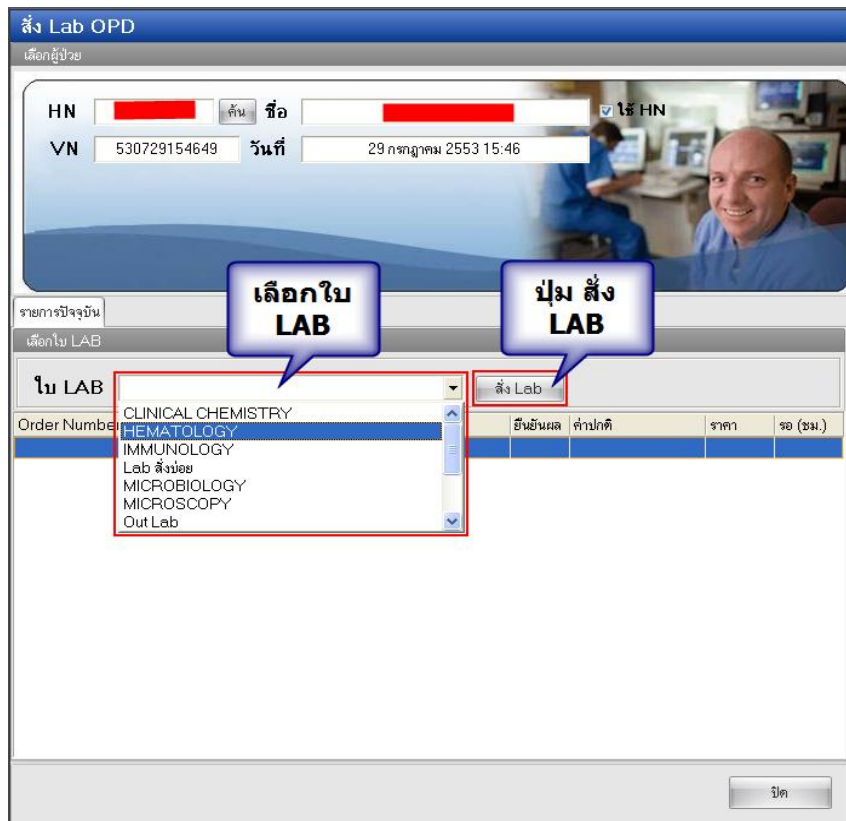 สั่ง Lab OPD
เลือกผู้ป่วย
HN ค้น ชื่อ ใช้ HN
VN 530729154649 วันที่ 29 กรกฎาคม 2553 15:46
เลือกใบ
LAB
ปุ่ม สั่ง
LAB
รายการปัจจุบัน
เลือกใบ LAB
ใบ LAB สั่ง Lab
Order Number ยืนยันผล ค่าปกติ ราคา รอ (ชม.)
CLINICAL CHEMISTRY
HEMATOLOGY
IMMUNOLOGY
Lab สั่งบ่อย
MICROBIOLOGY
MICROSCOPY
Out Lab
ปิด